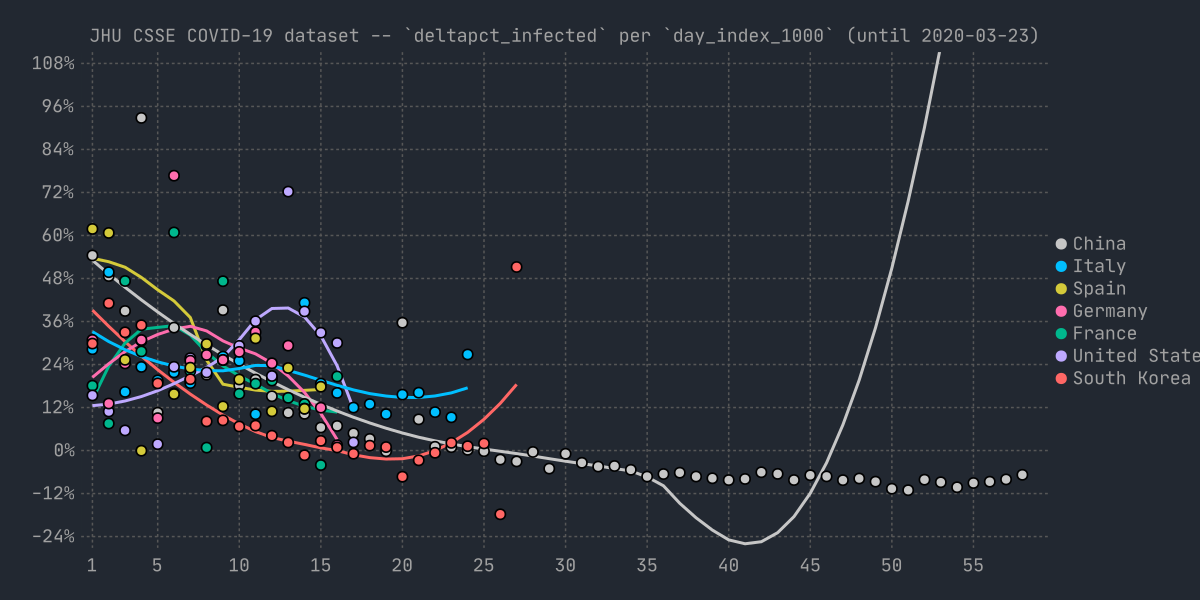 JHU CSSE COVID-19 dataset -- `deltapct_infected` per `day_index_1000` (until 2020-03-23)
108%
96%
84%
72%
60%
48%
36%
24%
12%
0%
-12%
-24%
1 5 10 15 20 25 30 35 40 45 50 55
China
Italy
Spain
Germany
France
United State
South Korea